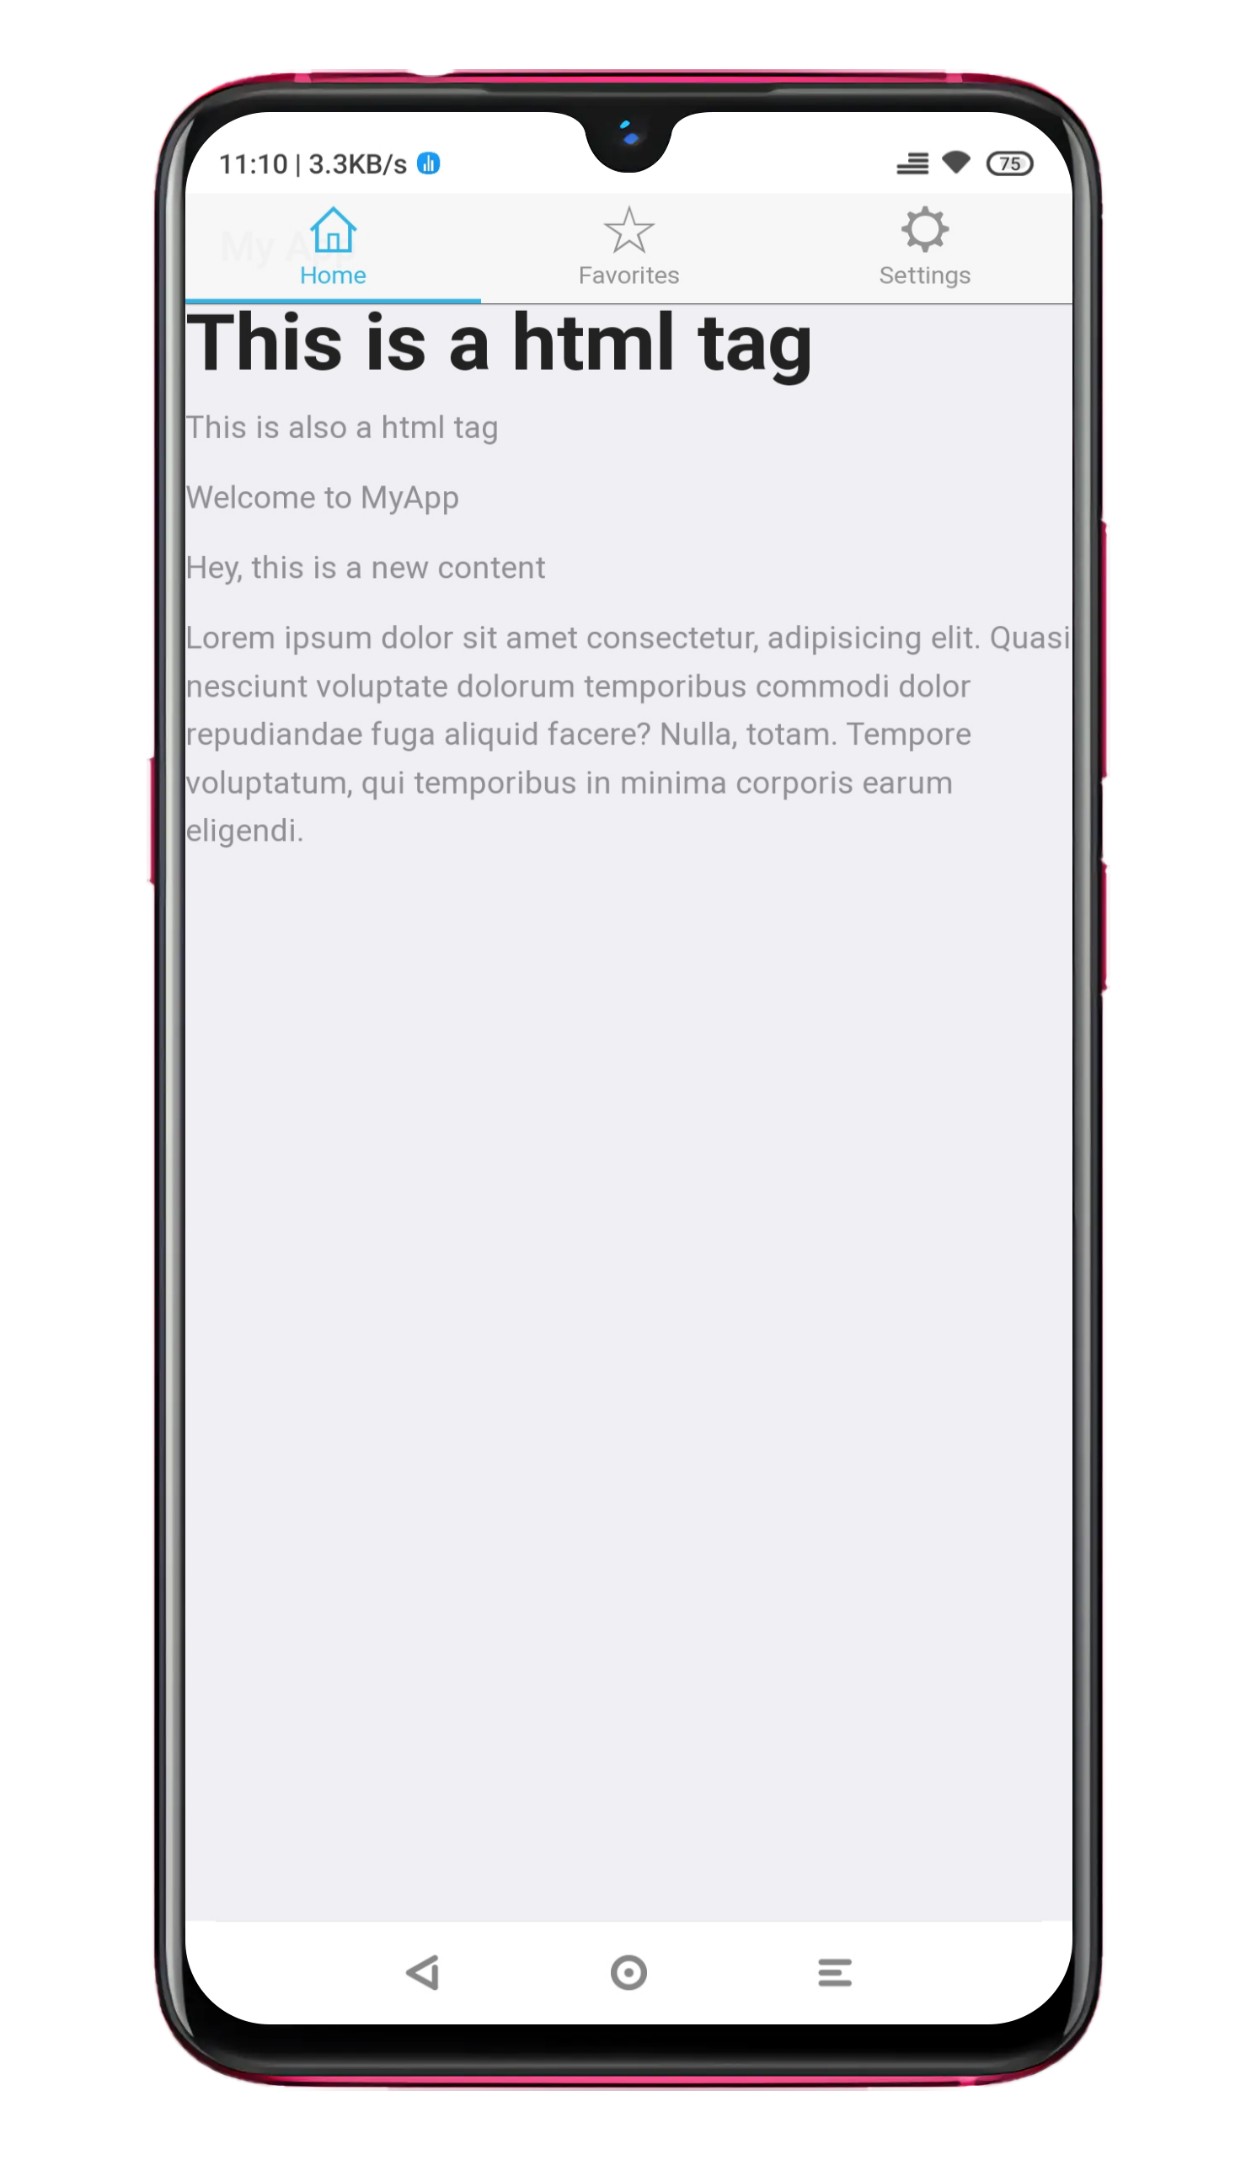 11:10 | 3.3KB/s
75
My App
Home Favorites Settings
This is a html tag
This is also a html tag
Welcome to MyApp
Hey, this is a new content
Lorem ipsum dolor sit amet consectetur, adipisicing elit. Quasi
nesciunt voluptate dolorum temporibus commodi dolor
repudiandae fuga aliquid facere? Nulla, totam. Tempore
voluptatum, qui temporibus in minima corporis earum
eligendi.